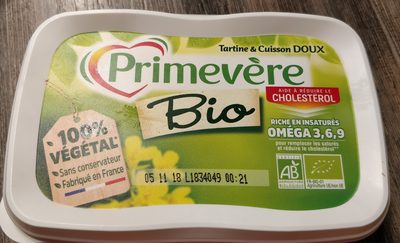 Tartine & Cuisson DOUX
Primevère
Bio
AIDE À RÉDUIRE LE
CHOLESTÉROL
RICHE EN INSATURÉS
OMÉGA 3,6,9
pour remplacer les saturés
et réduire le cholestérol
100%
VÉGÉTAL
Sans conservateur
Fabriqué en France
AB
05 11 18 L1834049 00:21